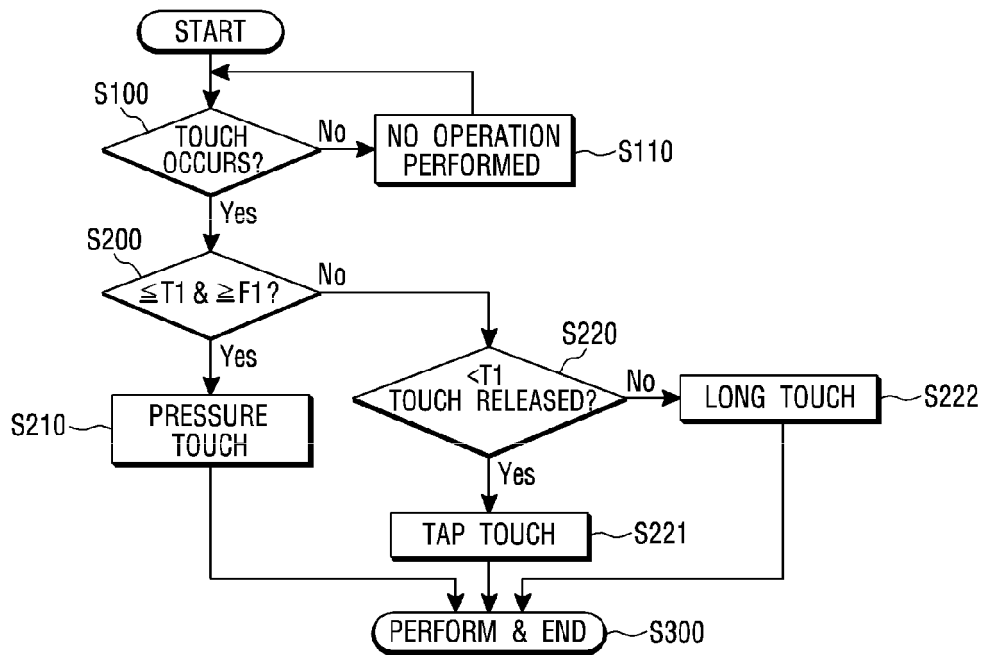 START
S100
TOUCH
OCCURS?
No
NO OPERATION
PERFORMED
S110
Yes
S200
≦T1 & ≧F1?
No
Yes
S220
<T1
TOUCH RELEASED?
No
LONG TOUCH
S222
S210
PRESSURE
TOUCH
Yes
TAP TOUCH
S221
PERFORM & END
S300